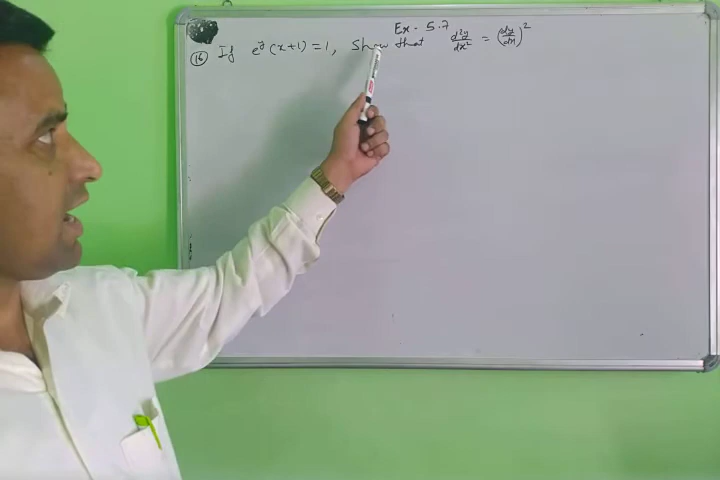 Ex. 5.7
(16) If e^y (x+1) = 1, Show that d²y/dx² = (dy/dx)²